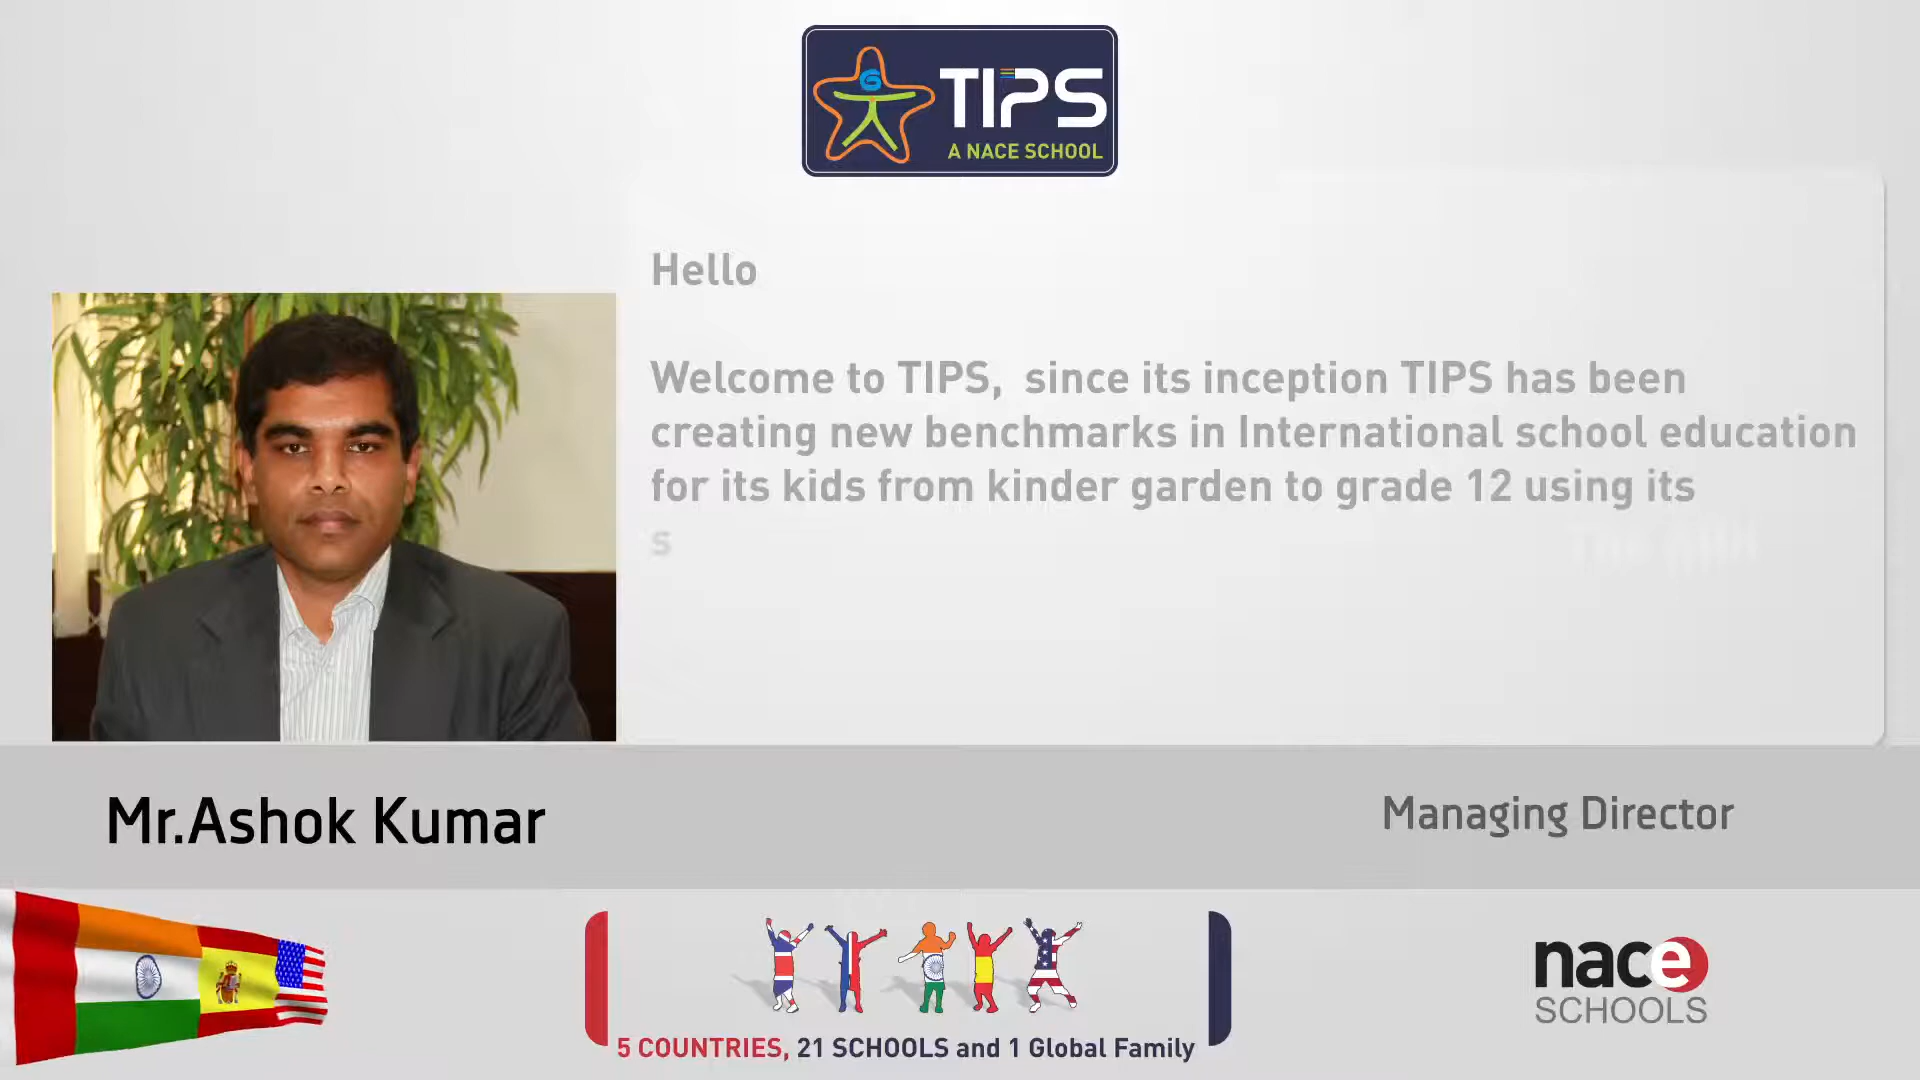 TIPS
A NACE SCHOOL
Hello
Welcome to TIPS, since its inception TIPS has been
creating new benchmarks in International school education
for its kids from kinder garden to grade 12 using its
s
Mr.Ashok Kumar
Managing Director
5 COUNTRIES, 21 SCHOOLS and 1 Global Family
nace
SCHOOLS